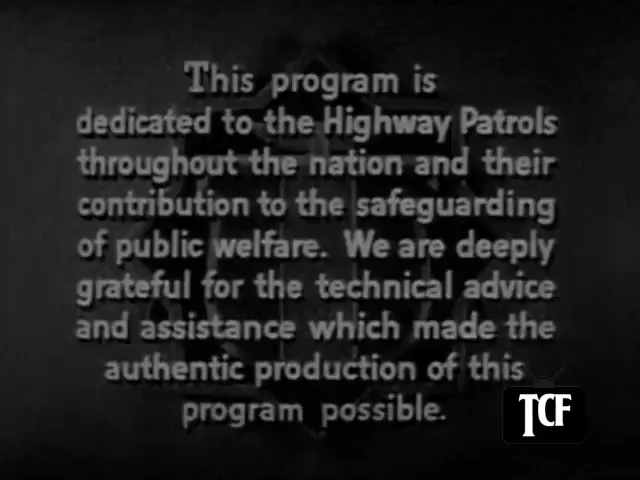 This program is
dedicated to the Highway Patrols
throughout the nation and their
contribution to the safeguarding
of public welfare. We are deeply
grateful for the technical advice
and assistance which made the
authentic production of this
program possible.
TCF